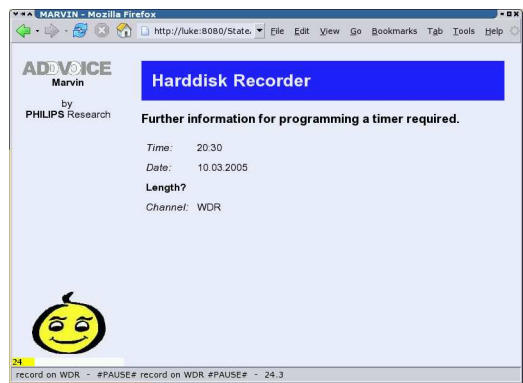 MARVIN - Mozilla Firefox
http://luke:8080/State. File Edit View Go Bookmarks Tab Tools Help
ADDVOICE
Marvin
by
PHILIPS Research
Harddisk Recorder
Further information for programming a timer required.
Time: 20:30
Date: 10.03.2005
Length?
Channel: WDR
24
record on WDR - #PAUSE# record on WDR #PAUSE# - 24.3